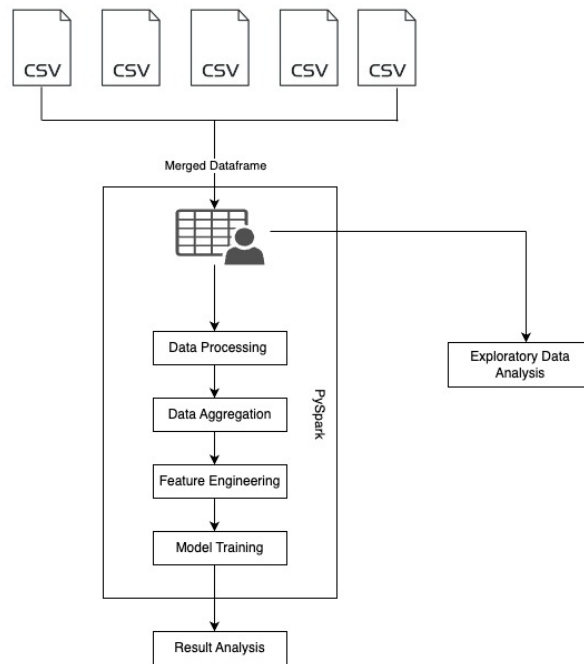 CSV
CSV
CSV
CSV
CSV
Merged Dataframe
Data Processing
Exploratory Data
Analysis
PySpark
Data Aggregation
Feature Engineering
Model Training
Result Analysis